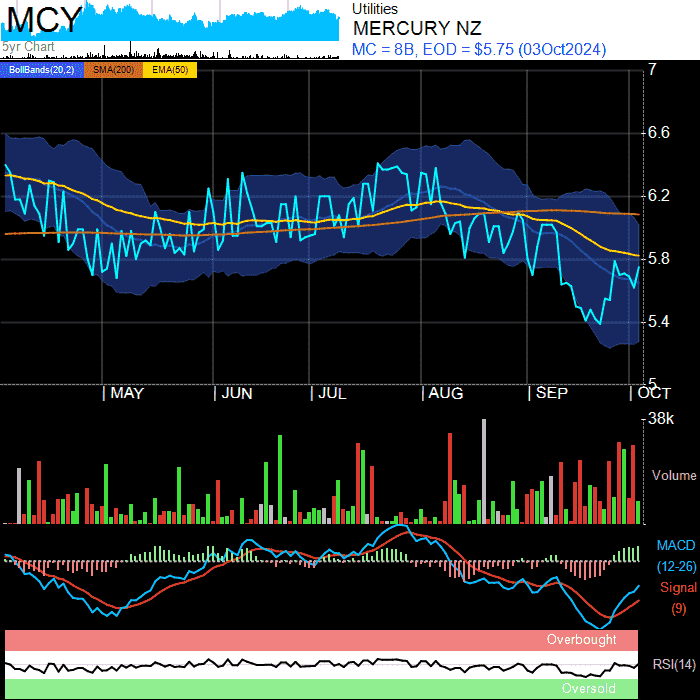 MCY
5yr Chart
Utilities
MERCURY NZ
MC = 8B, EOD = $5.75 (03Oct2024)
BollBands(20,2) SMA(200) EMA(50)
7
6.6
6.2
5.8
5.4
5
MAY JUN JUL AUG SEP OCT
38k
Volume
MACD
(12-26)
Signal
(9)
Overbought
RSI(14)
Oversold